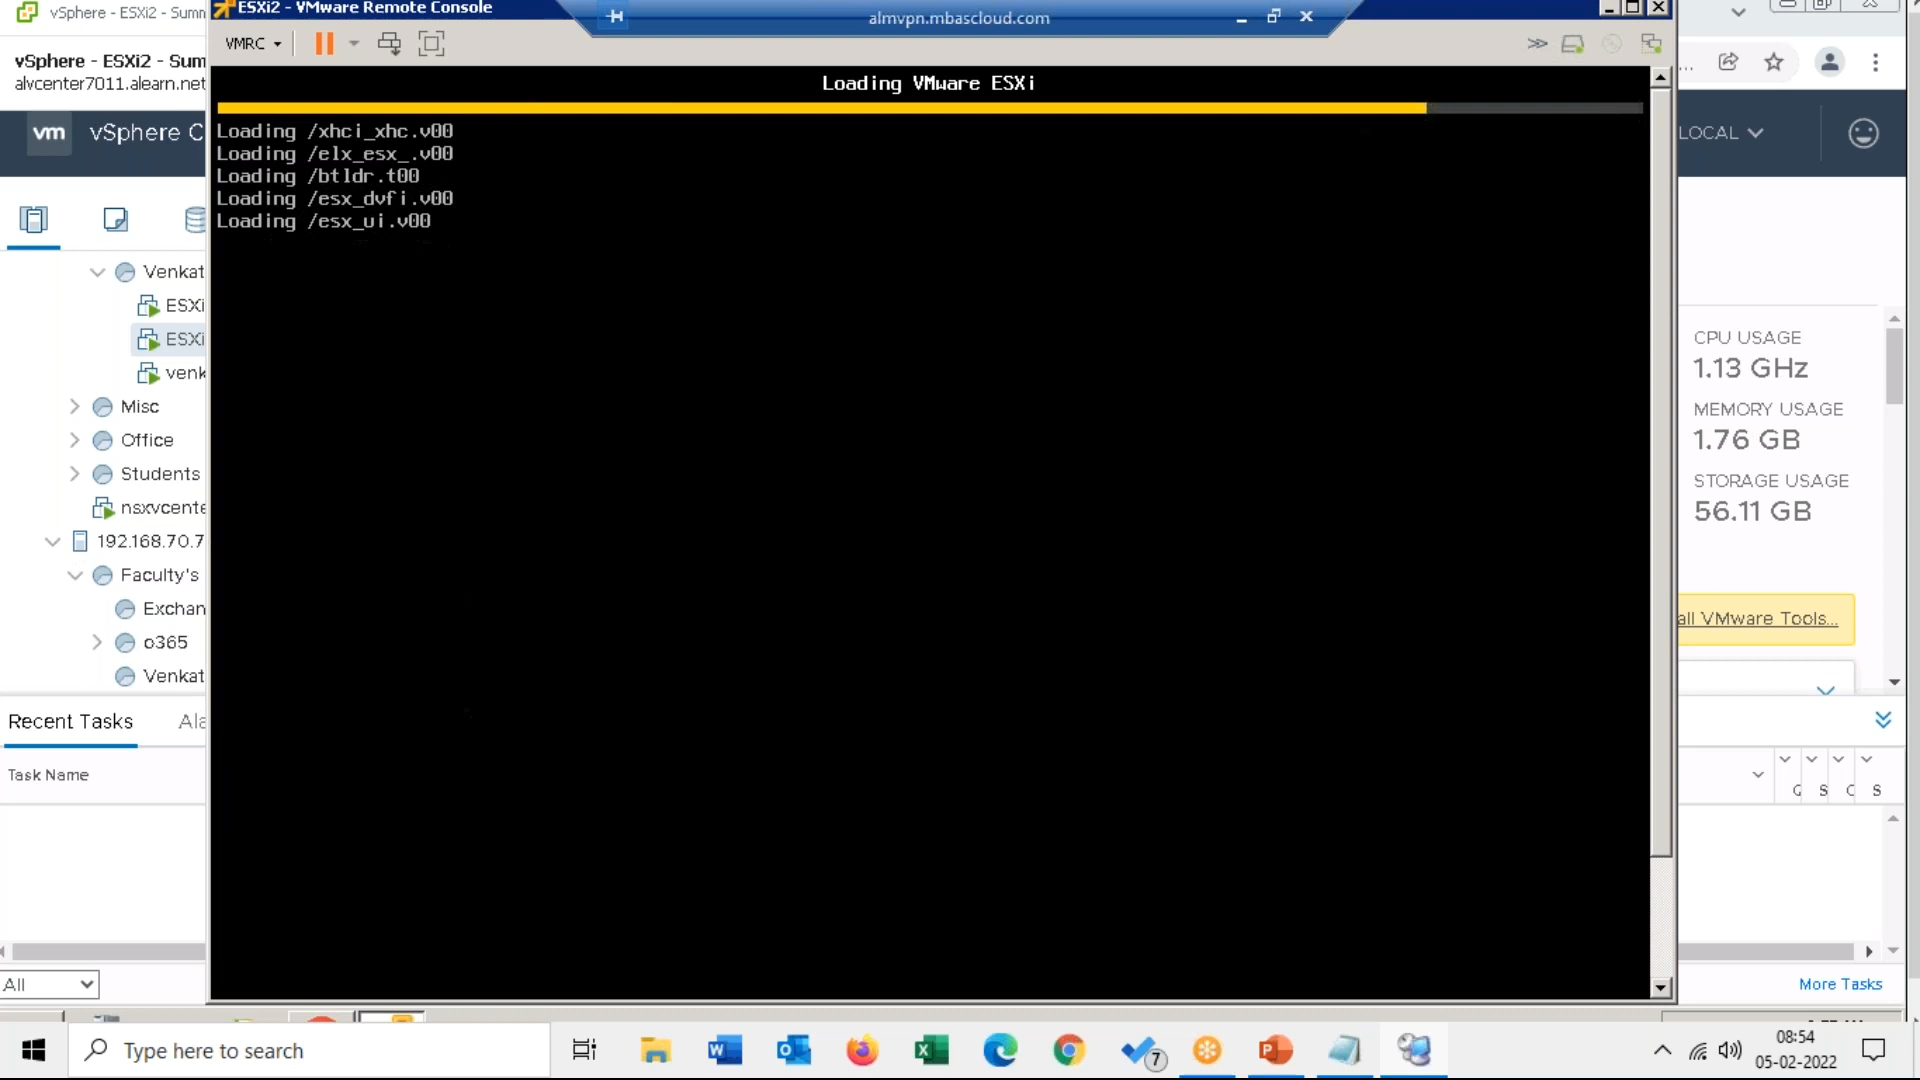 vSphere - ESXi2 - Summ
ESXi2 - VMware Remote Console
almvpn.mbascloud.com
VMRC
vSphere - ESXi2 - Sum
alvcenter7011.alearn.net
vm vSphere C
LOCAL
Loading VMware ESXi
Loading /xhci_xhc.v00
Loading /elx_esx_.v00
Loading /btldr.t00
Loading /esx_dvfi.v00
Loading /esx_ui.v00
Venkat
ESXi
ESXi
venk
Misc
Office
Students
nsxvcente
192.168.70.7
Faculty's
Exchan
o365
Venkat
CPU USAGE
1.13 GHz
MEMORY USAGE
1.76 GB
STORAGE USAGE
56.11 GB
all VMware Tools...
Recent Tasks Ala
Task Name
S
S
All
More Tasks
Type here to search
7
08:54
05-02-2022